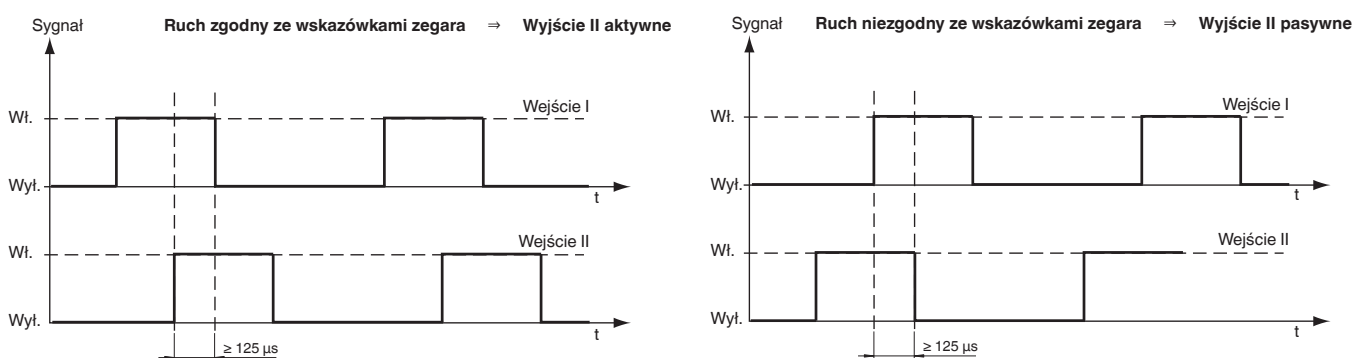 Sygnał Ruch zgodny ze wskazówkami zegara ⇒ Wyjście II aktywne
Wejście I
Wł.
Wył.
t
Wejście II
Wł.
Wył.
t
≥ 125 µs
Sygnał Ruch niezgodny ze wskazówkami zegara ⇒ Wyjście II pasywne
Wejście I
Wł.
Wył.
t
Wejście II
Wł.
Wył.
t
≥ 125 µs